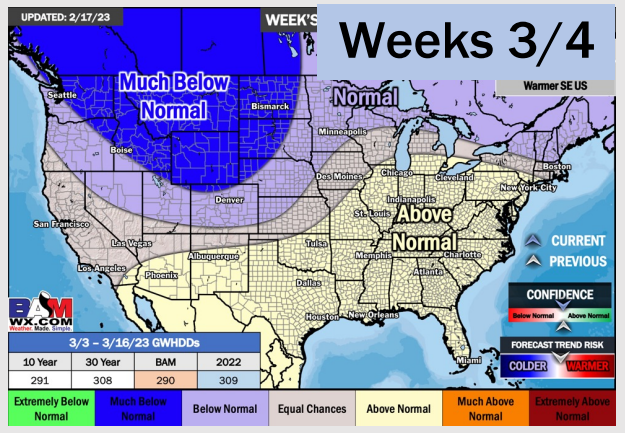 UPDATED: 2/17/23
WEEK'S
Weeks 3/4
Warmer SE US
Much Below
Normal
Normal
Seattle
Bismarck
Minneapolis
Boise
Boston
Des Moines
Chicago
Cleveland
New York City
Denver
Indianapolis
St. Louis
Above
Normal
San Francisco
Las Vegas
Tulsa
Memphis
Charlotte
Albuquerque
Los Angeles
Phoenix
Atlanta
Dallas
Houston
New Orleans
Miami
CURRENT
PREVIOUS
CONFIDENCE
Below Normal
Above Normal
FORECAST TREND RISK
COLDER
WARMER
BAM
WX.COM
Weather. Made. Simple.
3/3 – 3/16/23 GWHDDs
10 Year 30 Year BAM 2022
291 308 290 309
Extremely Below Normal
Much Below Normal
Below Normal
Equal Chances
Above Normal
Much Above Normal
Extremely Above Normal